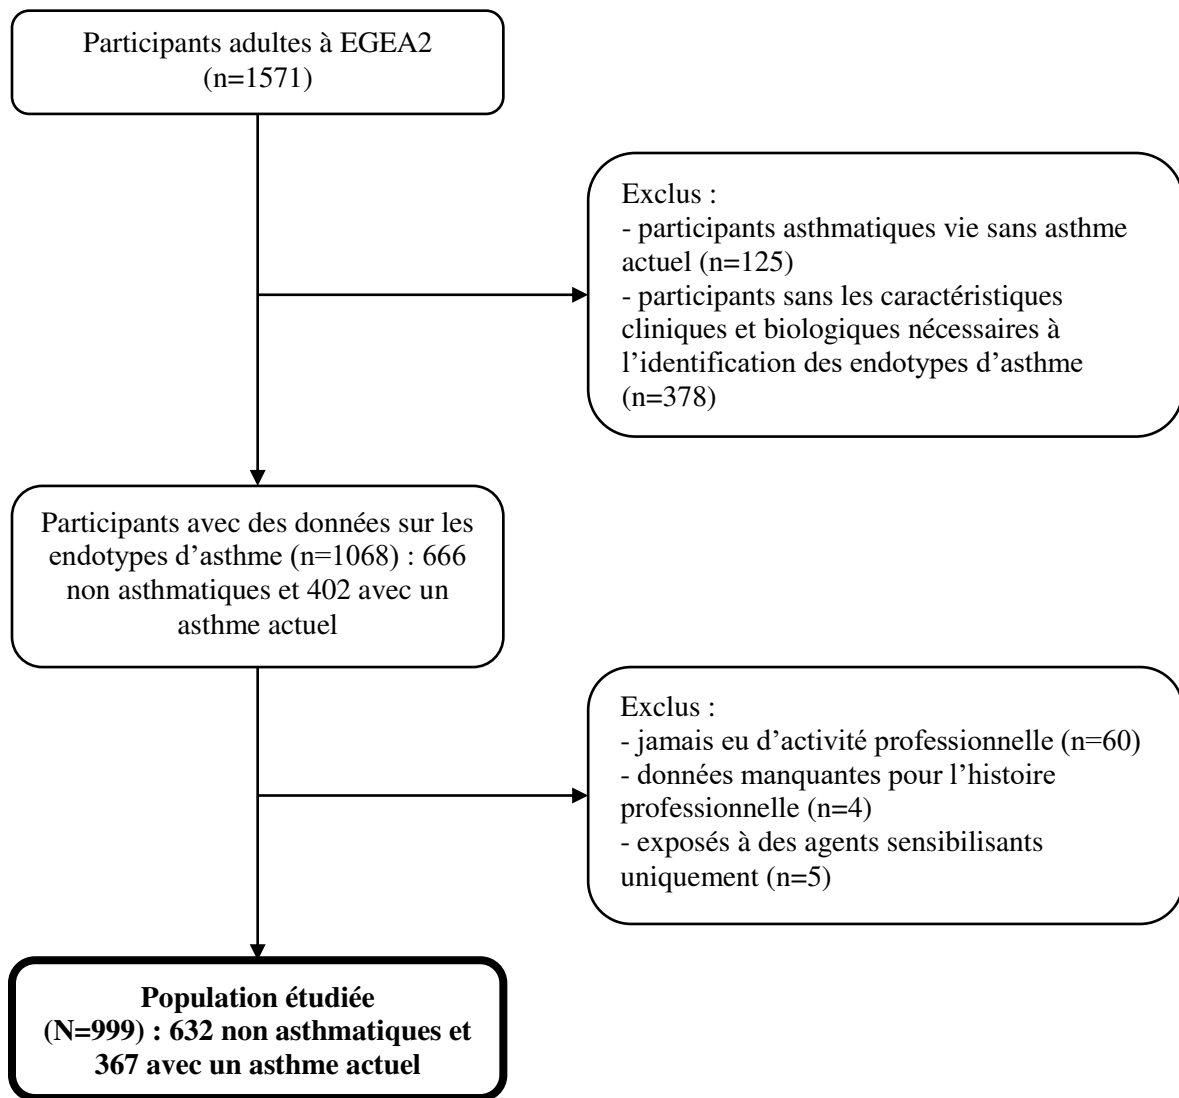 Participants adultes à EGEA2
(n=1571)
Exclus :
- participants asthmatiques vie sans asthme
actuel (n=125)
- participants sans les caractéristiques
cliniques et biologiques nécessaires à
l’identification des endotypes d’asthme
(n=378)
Participants avec des données sur les
endotypes d’asthme (n=1068) : 666
non asthmatiques et 402 avec un
asthme actuel
Exclus :
- jamais eu d’activité professionnelle (n=60)
- données manquantes pour l’histoire
professionnelle (n=4)
- exposés à des agents sensibilisants
uniquement (n=5)
Population étudiée
(N=999) : 632 non asthmatiques et
367 avec un asthme actuel